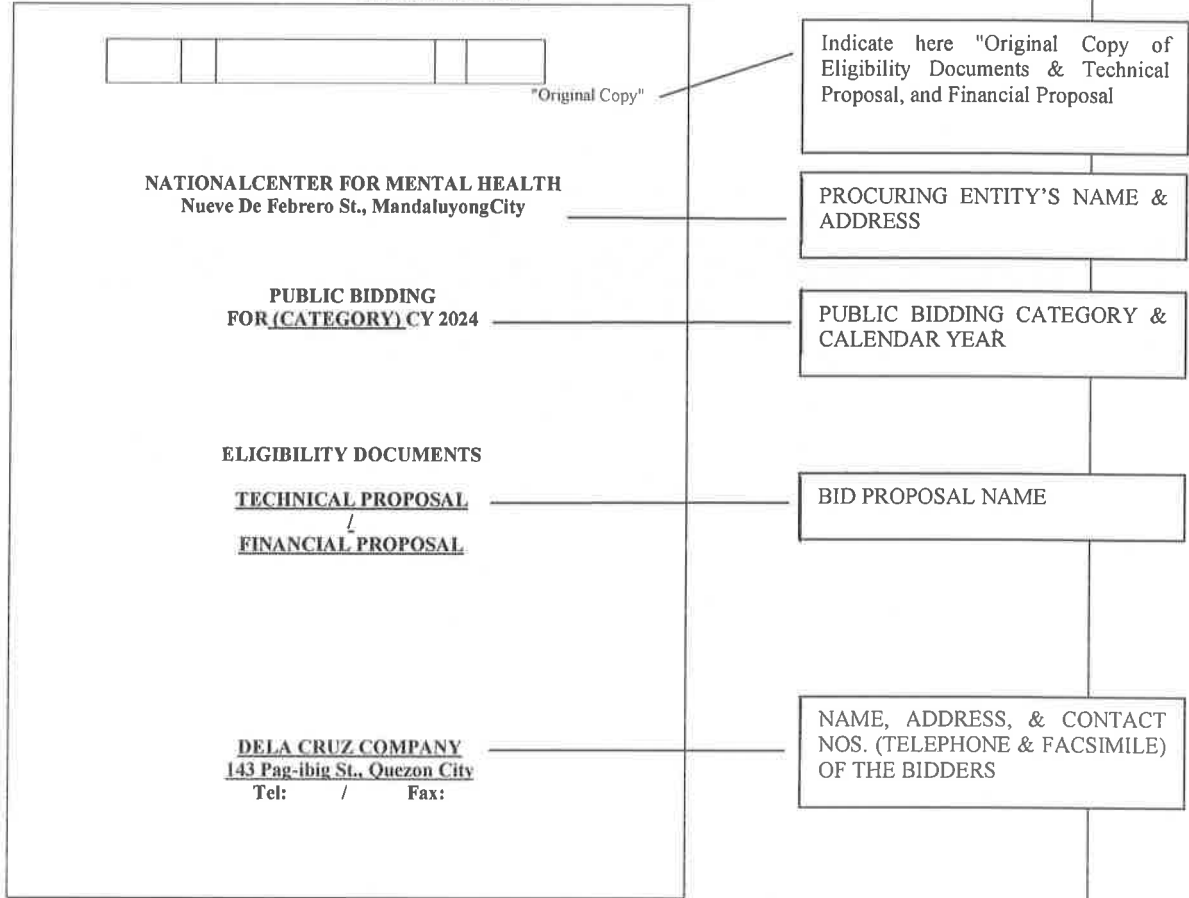 "Original Copy"
Indicate here "Original Copy of
Eligibility Documents & Technical
Proposal, and Financial Proposal
NATIONALCENTER FOR MENTAL HEALTH
Nueve De Febrero St., MandaluyongCity
PROCURING ENTITY'S NAME &
ADDRESS
PUBLIC BIDDING
FOR (CATEGORY) CY 2024
PUBLIC BIDDING CATEGORY &
CALENDAR YEAR
ELIGIBILITY DOCUMENTS
TECHNICAL PROPOSAL
/
FINANCIAL PROPOSAL
BID PROPOSAL NAME
DELA CRUZ COMPANY
143 Pag-ibig St., Quezon City
Tel: / Fax:
NAME, ADDRESS, & CONTACT
NOS. (TELEPHONE & FACSIMILE)
OF THE BIDDERS